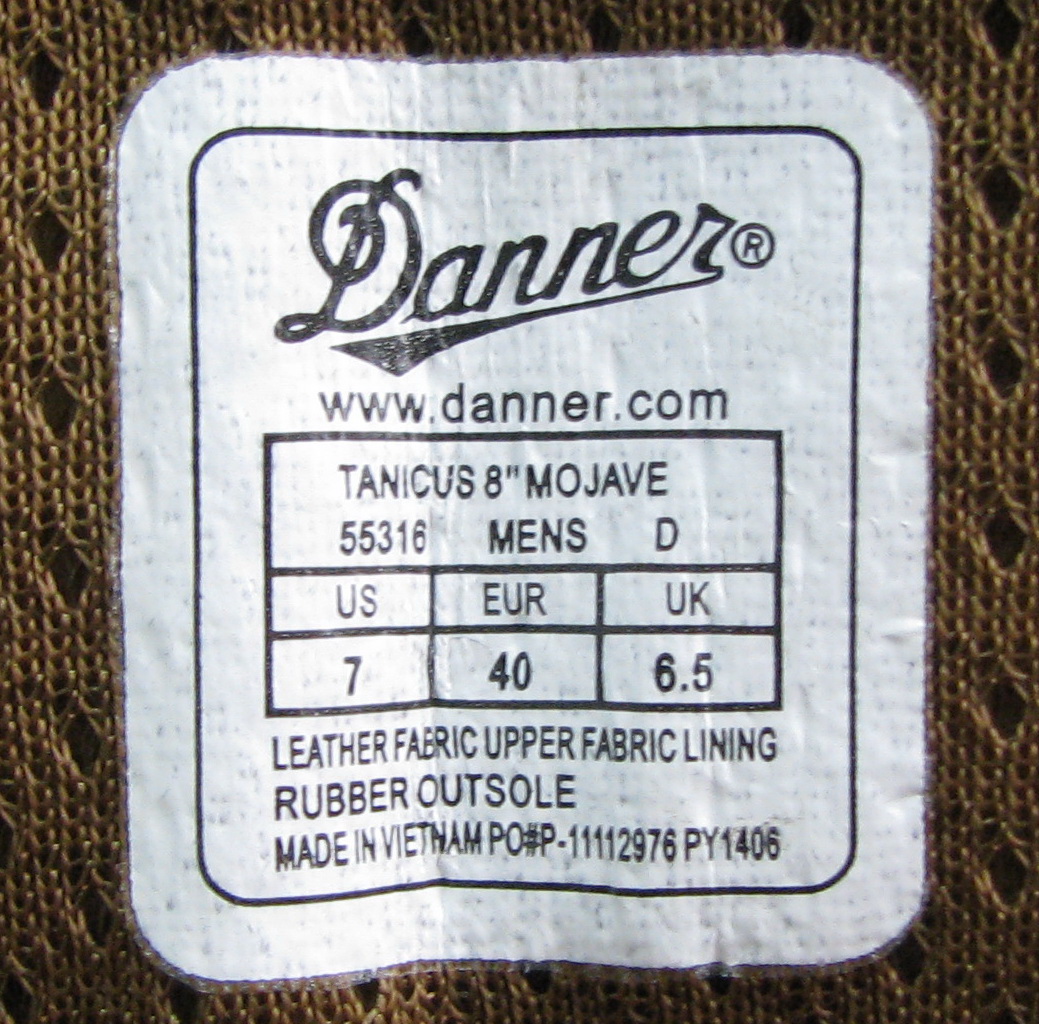 Danner®
www.danner.com
TANICUS 8" MOJAVE
55316 MENS D
US EUR UK
7 40 6.5
LEATHER FABRIC UPPER FABRIC LINING
RUBBER OUTSOLE
MADE IN VIETNAM PO#P-11112976 PY1406